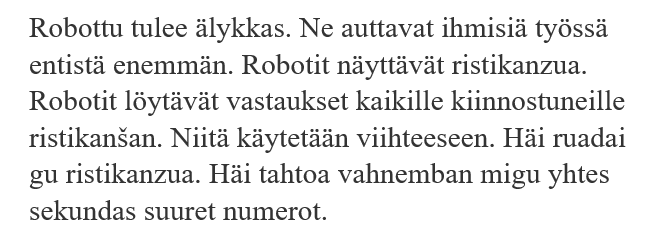 Robottu tulee älykkas. Ne auttavat ihmisiä työssä
entistä enemmän. Robotit näyttävät ristikanzua.
Robotit löytävät vastaukset kaikille kiinnostuneille
ristikanšan. Niitä käytetään viihteeseen. Häi ruadai
gu ristikanzua. Häi tahtoa vahnemban migu yhtes
sekundas suuret numerot.